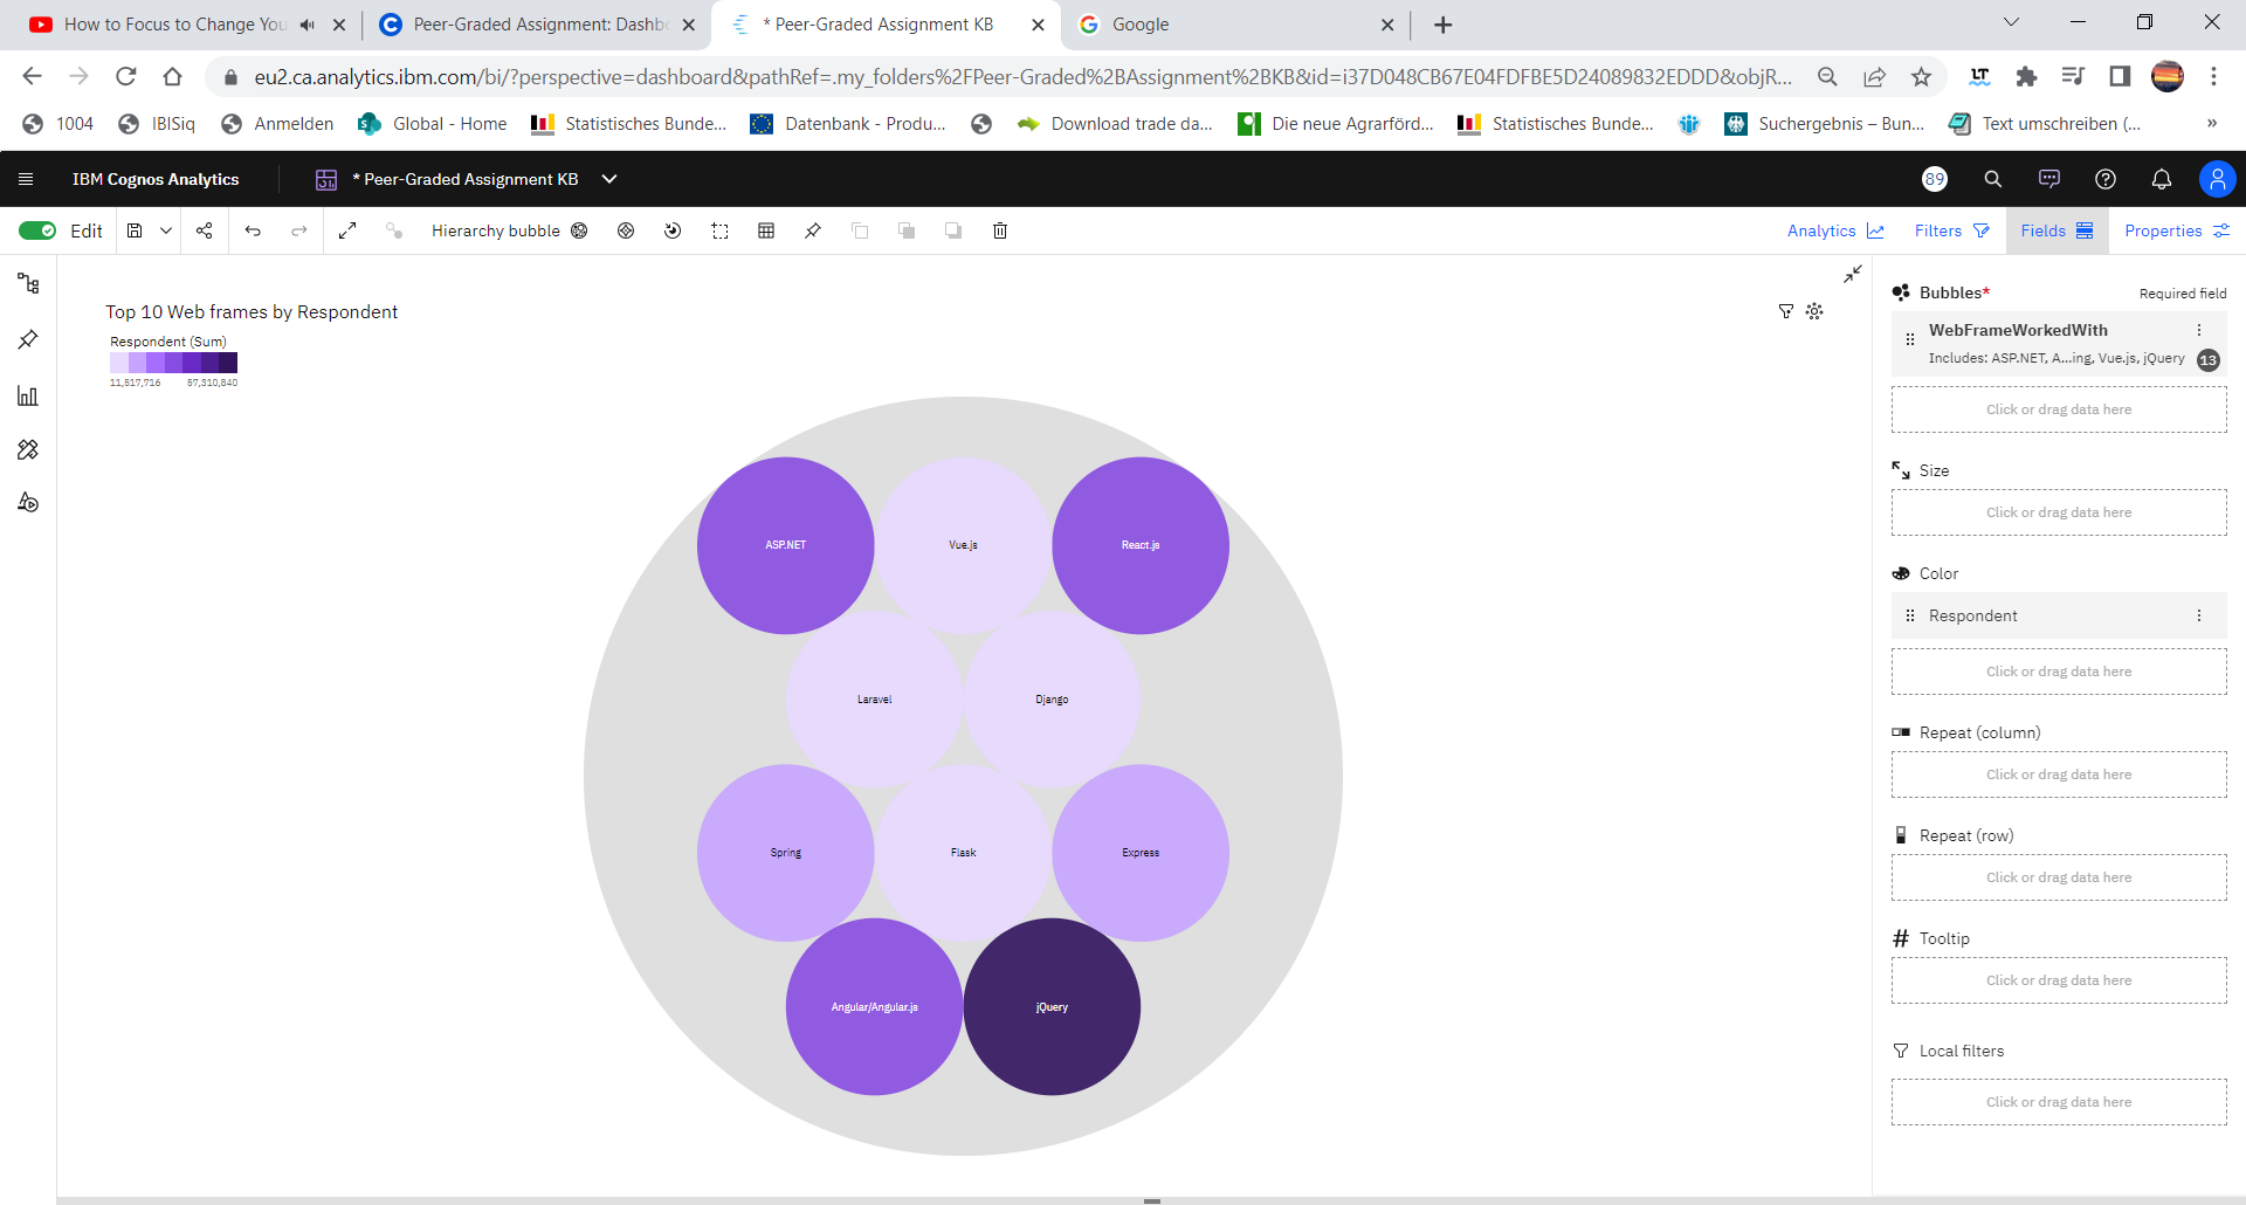 How to Focus to Change You
Peer-Graded Assignment: Dashbo
* Peer-Graded Assignment KB
Google
eu2.ca.analytics.ibm.com/bi/?perspective=dashboard&pathRef=.my_folders%2FPeer-Graded%2BAssignment%2BKB&id=i37D048CB67E04FDFBE5D24089832EDDD&objR...
LT
1004
IBISiq
Anmelden
Global - Home
Statistisches Bunde...
Datenbank - Produ...
Download trade da...
Die neue Agrarförd...
Statistisches Bunde...
Suchergebnis – Bun...
Text umschreiben (...
»
IBM Cognos Analytics
* Peer-Graded Assignment KB
89
Edit
Hierarchy bubble
Analytics
Filters
Fields
Properties
Top 10 Web frames by Respondent
Respondent (Sum)
11,517,716 57,310,840
ASP.NET
Vue.js
React.js
Laravel
Django
Spring
Flask
Express
Angular/Angular.js
jQuery
Bubbles* Required field
WebFrameWorkedWith
Includes: ASP.NET, A...ing, Vue.js, jQuery 13
Click or drag data here
Size
Click or drag data here
Color
Respondent
Click or drag data here
Repeat (column)
Click or drag data here
Repeat (row)
Click or drag data here
# Tooltip
Click or drag data here
Local filters
Click or drag data here